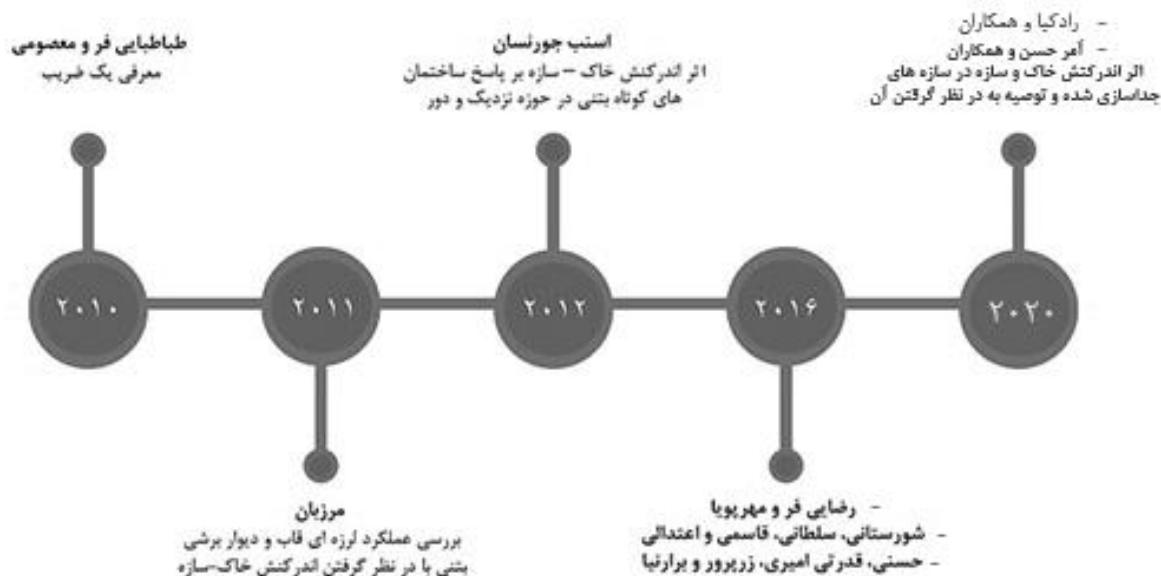 طباطبایی فر و معصومی
معرفی یک ضریب
استب جورنسان
اثر اندرکنش خاک – سازه بر پاسخ ساختمان
های کوتاه بتنی در حوزه نزدیک و دور
- رادکیا و همکاران
- آمر حسن و همکاران
اثر اندرکنش خاک و سازه در سازه های
جداسازی شده و توصیه به در نظر گرفتن آن
۲۰۱۰
۲۰۱۱
۲۰۱۲
۲۰۱۶
۲۰۲۰
مرزبان
بررسی عملکرد لرزه ای قاب و دیوار برشی
بتنی با در نظر گرفتن اندرکنش خاک-سازه
- رضایی فر و مهرپویا
- شورستانی، سلطانی، قاسمی و اعتدالی
- حسنی، قدرتی امیری، زرپرور و برارنیا